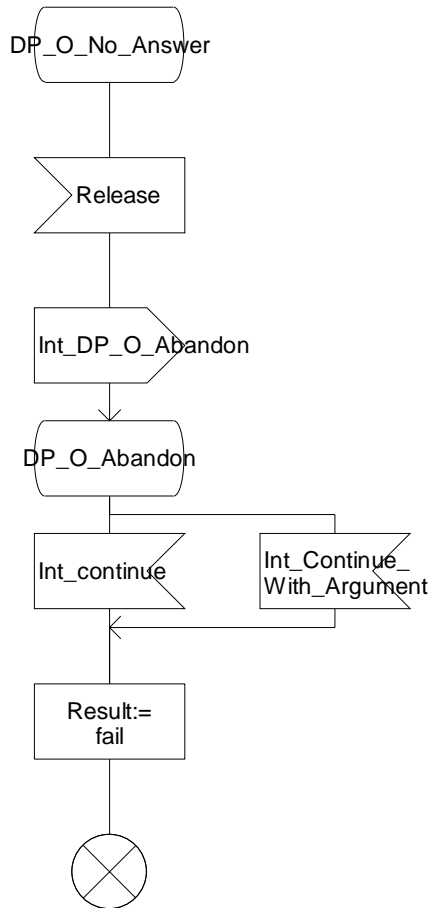 DP_O_No_Answer
Release
Int_DP_O_Abandon
DP_O_Abandon
Int_continue
Int_Continue_
With_Argument
Result:=
fail